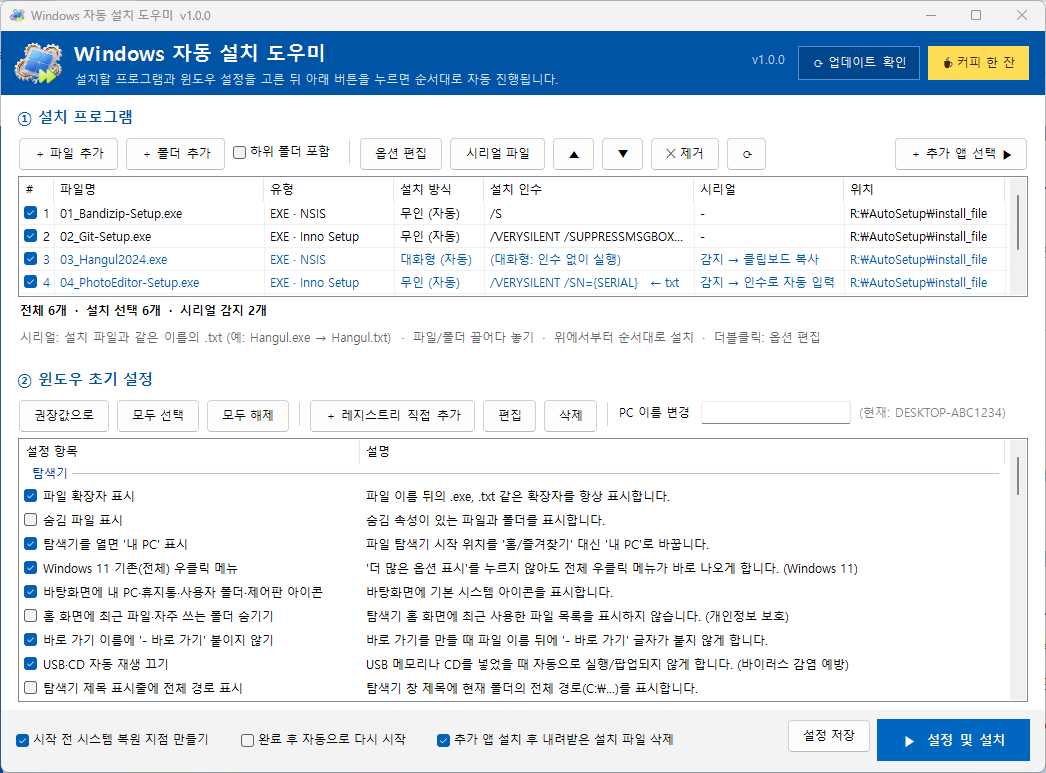 Windows 자동 설치 도우미 v1.0.0
Windows 자동 설치 도우미
설치할 프로그램과 윈도우 설정을 고른 뒤 아래 버튼을 누르면 순서대로 자동 진행됩니다.
v1.0.0
⟳ 업데이트 확인
커피 한 잔
① 설치 프로그램
+ 파일 추가
+ 폴더 추가
하위 폴더 포함
옵션 편집
시리얼 파일
▲
▼
✕ 제거
⟳
+ 추가 앱 선택 ▶
# 파일명 유형 설치 방식 설치 인수 시리얼 위치
1 01_Bandizip-Setup.exe EXE · NSIS 무인 (자동) /S - R:₩AutoSetup₩install_file
2 02_Git-Setup.exe EXE · Inno Setup 무인 (자동) /VERYSILENT /SUPPRESSMSGBOX... - R:₩AutoSetup₩install_file
3 03_Hangul2024.exe EXE · NSIS 대화형 (자동) (대화형: 인수 없이 실행) 감지 → 클립보드 복사 R:₩AutoSetup₩install_file
4 04_PhotoEditor-Setup.exe EXE · Inno Setup 무인 (자동) /VERYSILENT /SN={SERIAL} ← txt 감지 → 인수로 자동 입력 R:₩AutoSetup₩install_file
전체 6개 · 설치 선택 6개 · 시리얼 감지 2개
시리얼: 설치 파일과 같은 이름의 .txt (예: Hangul.exe → Hangul.txt) · 파일/폴더 끌어다 놓기 · 위에서부터 순서대로 설치 · 더블클릭: 옵션 편집
② 윈도우 초기 설정
권장값으로
모두 선택
모두 해제
+ 레지스트리 직접 추가
편집
삭제
PC 이름 변경
(현재: DESKTOP-ABC1234)
설정 항목 설명
탐색기
파일 확장자 표시 파일 이름 뒤의 .exe, .txt 같은 확장자를 항상 표시합니다.
숨김 파일 표시 숨김 속성이 있는 파일과 폴더를 표시합니다.
탐색기를 열면 '내 PC' 표시 파일 탐색기 시작 위치를 '홈/즐겨찾기' 대신 '내 PC'로 바꿉니다.
Windows 11 기존(전체) 우클릭 메뉴 '더 많은 옵션 표시'를 누르지 않아도 전체 우클릭 메뉴가 바로 나오게 합니다. (Windows 11)
바탕화면에 내 PC·휴지통·사용자 폴더·제어판 아이콘 바탕화면에 기본 시스템 아이콘을 표시합니다.
홈 화면에 최근 파일·자주 쓰는 폴더 숨기기 탐색기 홈 화면에 최근 사용한 파일 목록을 표시하지 않습니다. (개인정보 보호)
바로 가기 이름에 '- 바로 가기' 붙이지 않기 바로 가기를 만들 때 파일 이름 뒤에 '- 바로 가기' 글자가 붙지 않게 합니다.
USB·CD 자동 재생 끄기 USB 메모리나 CD를 넣었을 때 자동으로 실행/팝업되지 않게 합니다. (바이러스 감염 예방)
탐색기 제목 표시줄에 전체 경로 표시 탐색기 창 제목에 현재 폴더의 전체 경로(C:₩...)를 표시합니다.
시작 전 시스템 복원 지점 만들기
완료 후 자동으로 다시 시작
추가 앱 설치 후 내려받은 설치 파일 삭제
설정 저장
▶ 설정 및 설치